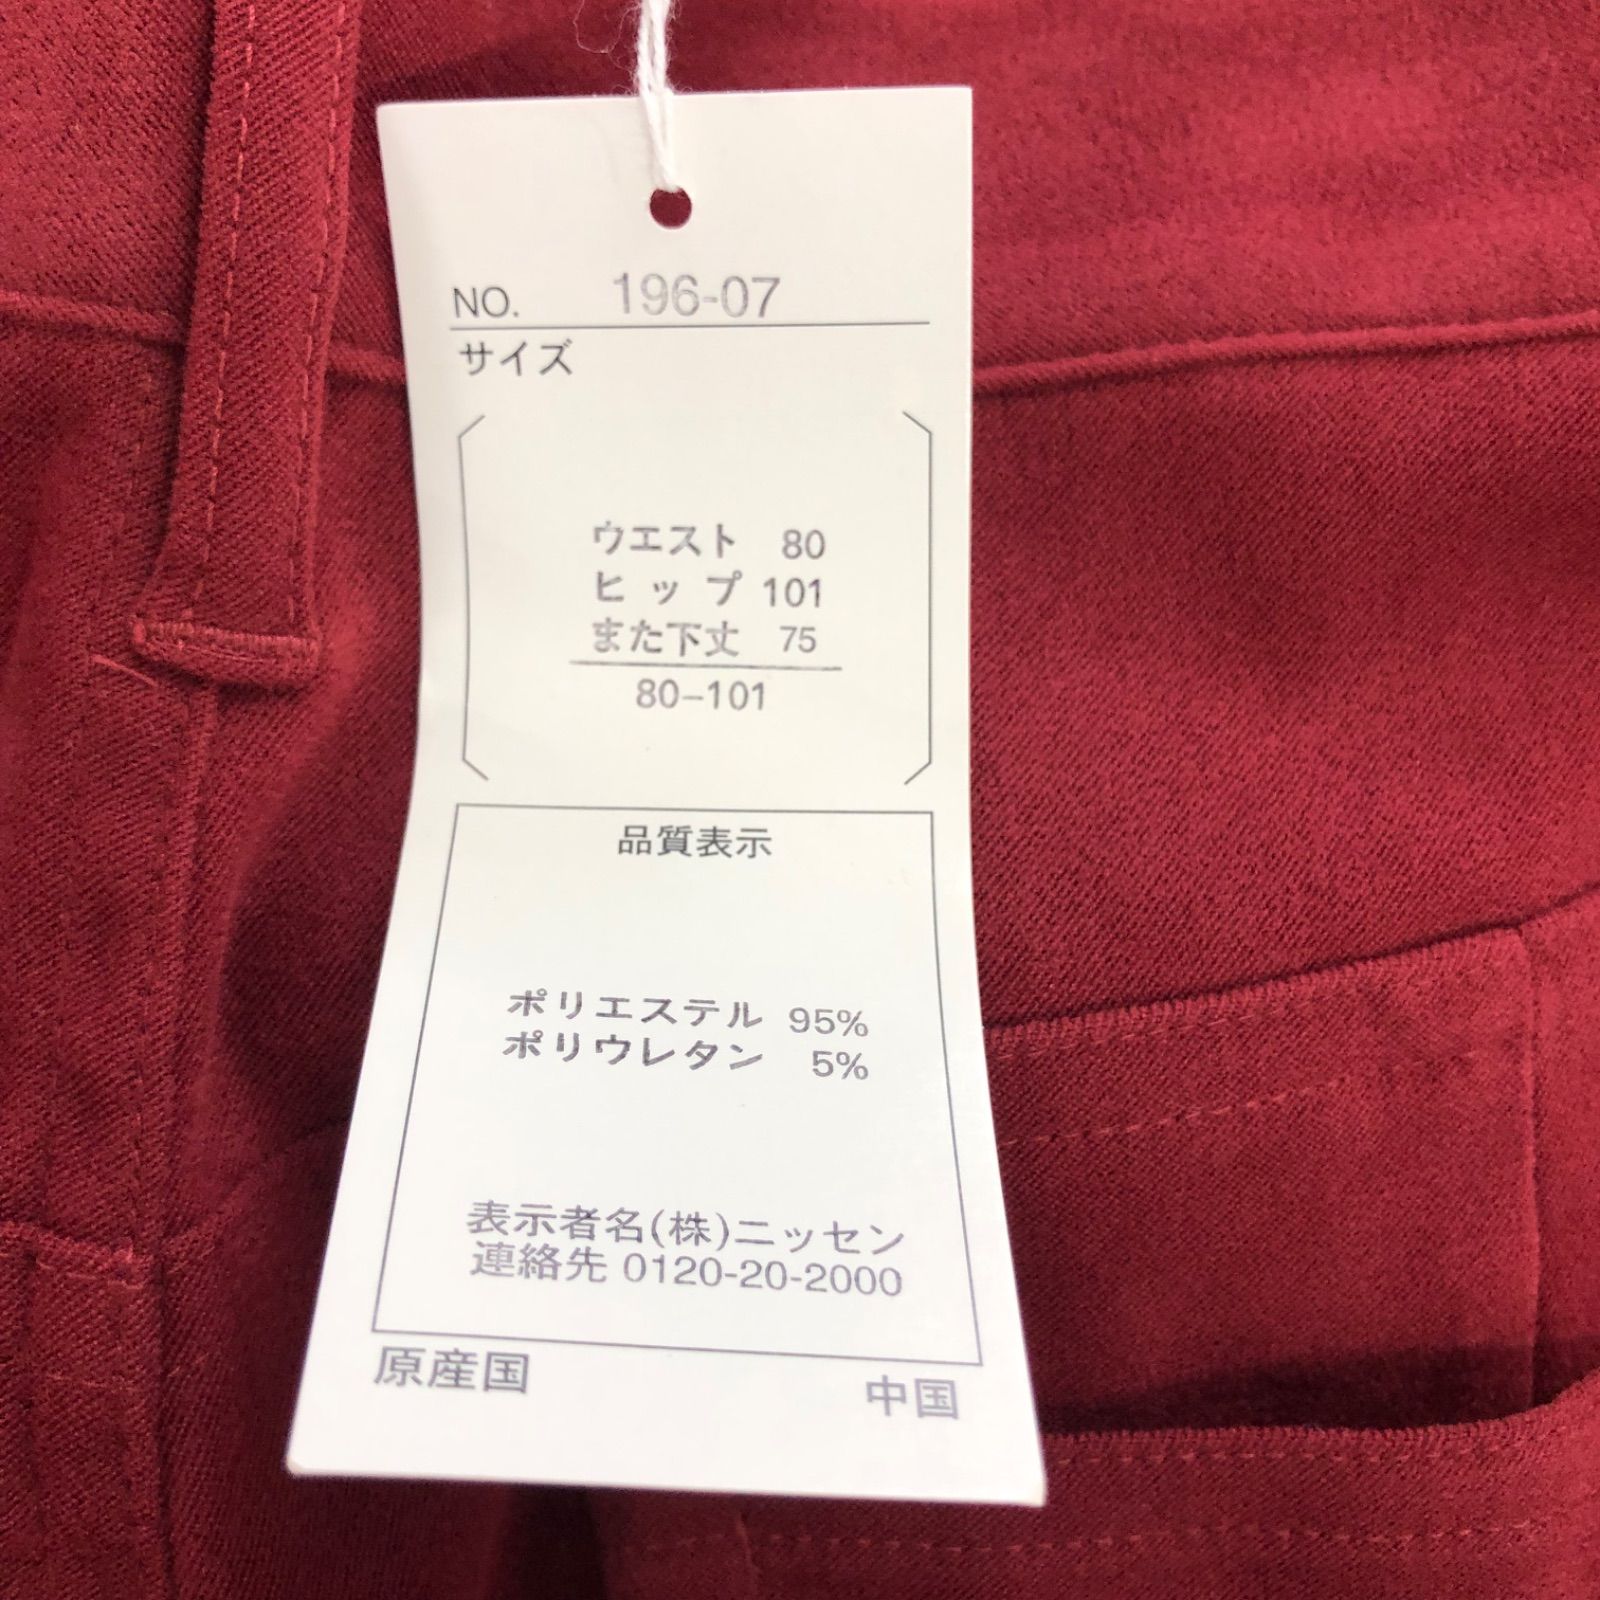 NO. 196-07
サイズ
ウエスト 80
ヒップ 101
また下丈 75
80-101
品質表示
ポリエステル 95%
ポリウレタン 5%
表示者名(株)ニッセン
連絡先 0120-20-2000
原産国 中国